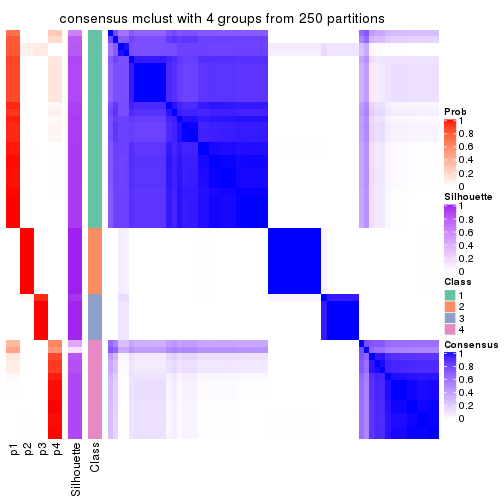 consensus mclust with 4 groups from 250 partitions
Prob
1
0.8
0.6
0.4
0.2
0
Silhouette
1
0.8
0.6
0.4
0.2
0
Class
1
2
3
4
Consensus
1
0.8
0.6
0.4
0.2
0
p1
p2
p3
p4
Silhouette
Class